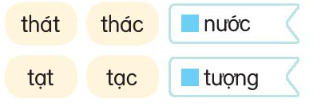 thát thác nước
tạt tạc tượng